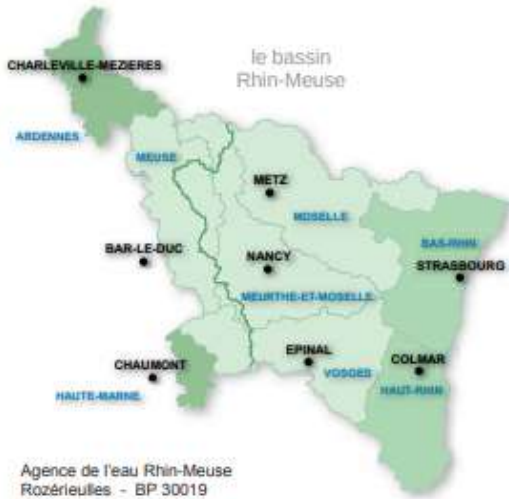 le bassin
Rhin-Meuse
CHARLEVILLE-MEZIERES
ARDENNES
MEUSE
METZ
MOSELLE
BAR-LE-DUC
NANCY
BAS-RHIN
STRASBOURG
MEURTHE-ET-MOSELLE
EPINAL
CHAUMONT
VOSGES
COLMAR
HAUT-RHIN
HAUTE-MARNE
Agence de l'eau Rhin-Meuse
Rozérieulles - BP 30019